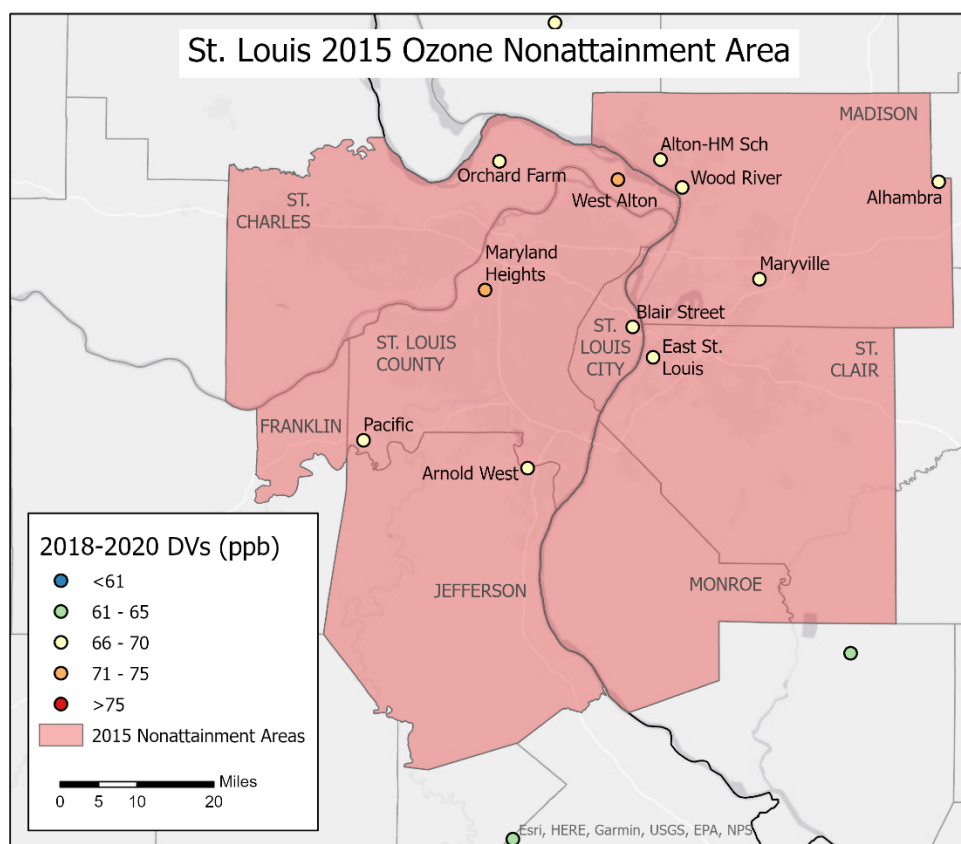 St. Louis 2015 Ozone Nonattainment Area
MADISON
Alton-HM Sch
Orchard Farm
Wood River
West Alton
Alhambra
ST.
CHARLES
Maryland
Heights
Maryville
Blair Street
ST. LOUIS
COUNTY
ST.
LOUIS
CITY
East St.
Louis
ST.
CLAIR
FRANKLIN
Pacific
Arnold West
JEFFERSON
MONROE
2018-2020 DVs (ppb)
<61
61 - 65
66 - 70
71 - 75
>75
2015 Nonattainment Areas
Miles
0 5 10 20
Esri, HERE, Garmin, USGS, EPA, NPS